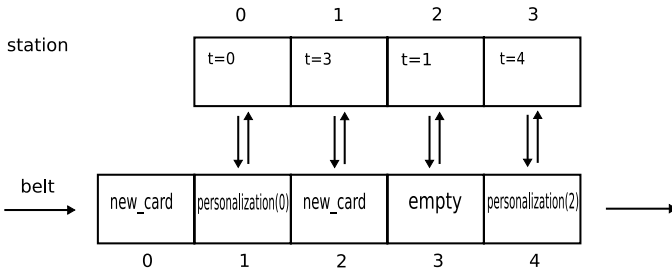 0 1 2 3
station
t=0 t=3 t=1 t=4
belt
new_card personalization(0) new_card empty personalization(2)
0 1 2 3 4